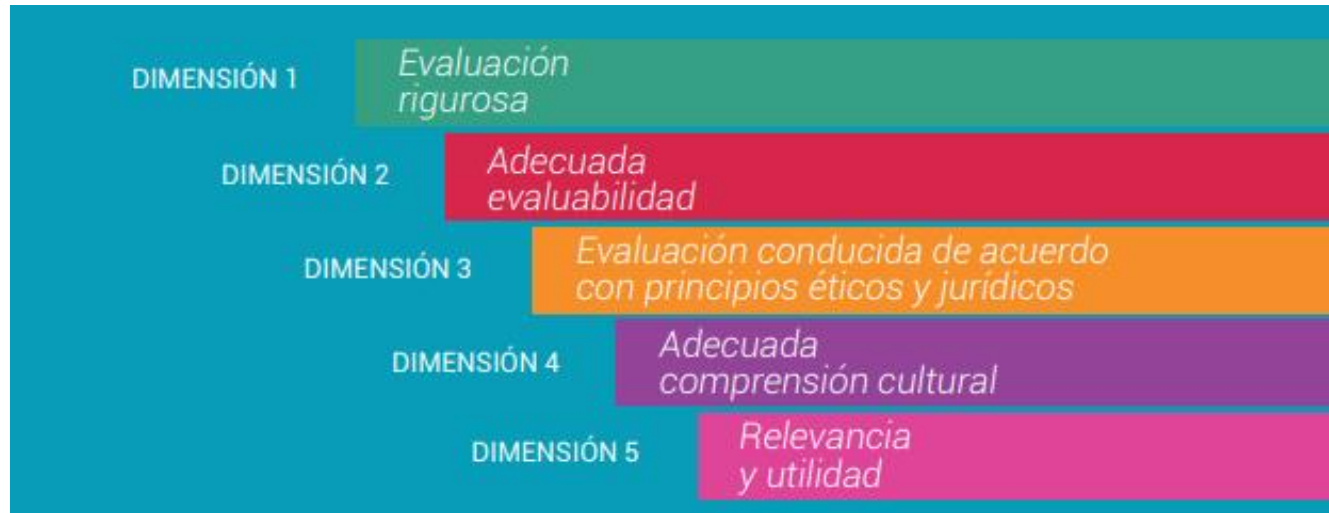 DIMENSIÓN 1
Evaluación
rigurosa
DIMENSIÓN 2
Adecuada
evaluabilidad
DIMENSIÓN 3
Evaluación conducida de acuerdo
con principios éticos y jurídicos
DIMENSIÓN 4
Adecuada
comprensión cultural
DIMENSIÓN 5
Relevancia
y utilidad